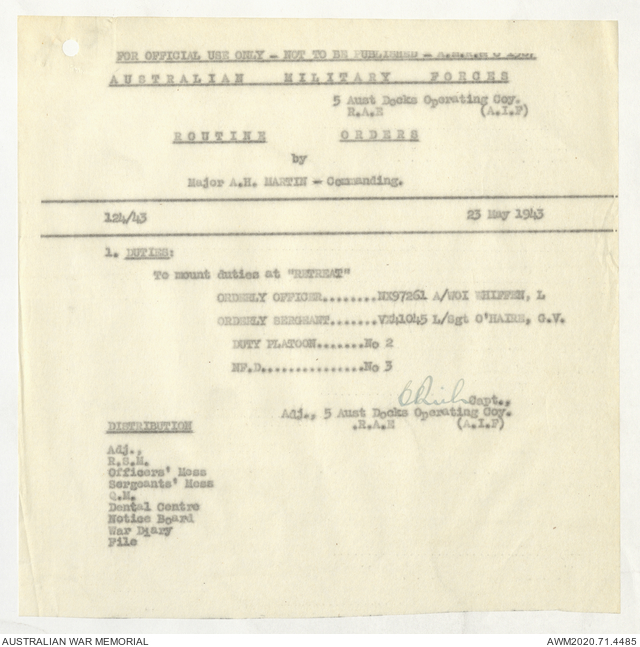 FOR OFFICIAL USE ONLY - NOT TO BE PUBLISHED -
AUSTRALIAN MILITARY FORCES
5 Aust Docks Operating Coy.
R.A.E (A.I.F)
ROUTINE ORDERS
by
Major A.H. MARTIN - Commanding.
124/43 23 May 1943
1. DUTIES:
To mount duties at "RETREAT"
ORDERLY OFFICER........NX97261 A/WOI WHIFFEN, L
ORDERLY SERGEANT.......VX41045 L/Sgt O'HAIRE, G.V.
DUTY PLATOON......No 2
NF.D...............No 3
Capt.,
Adj., 5 Aust Docks Operating Coy.
.R.A.E (A.I.F)
DISTRIBUTION
Adj.,
R.S.M.
Officers' Mess
Sergeants' Mess
Q.M.
Dental Centre
Notice Board
War Diary
File
AUSTRALIAN WAR MEMORIAL AWM2020.71.4485